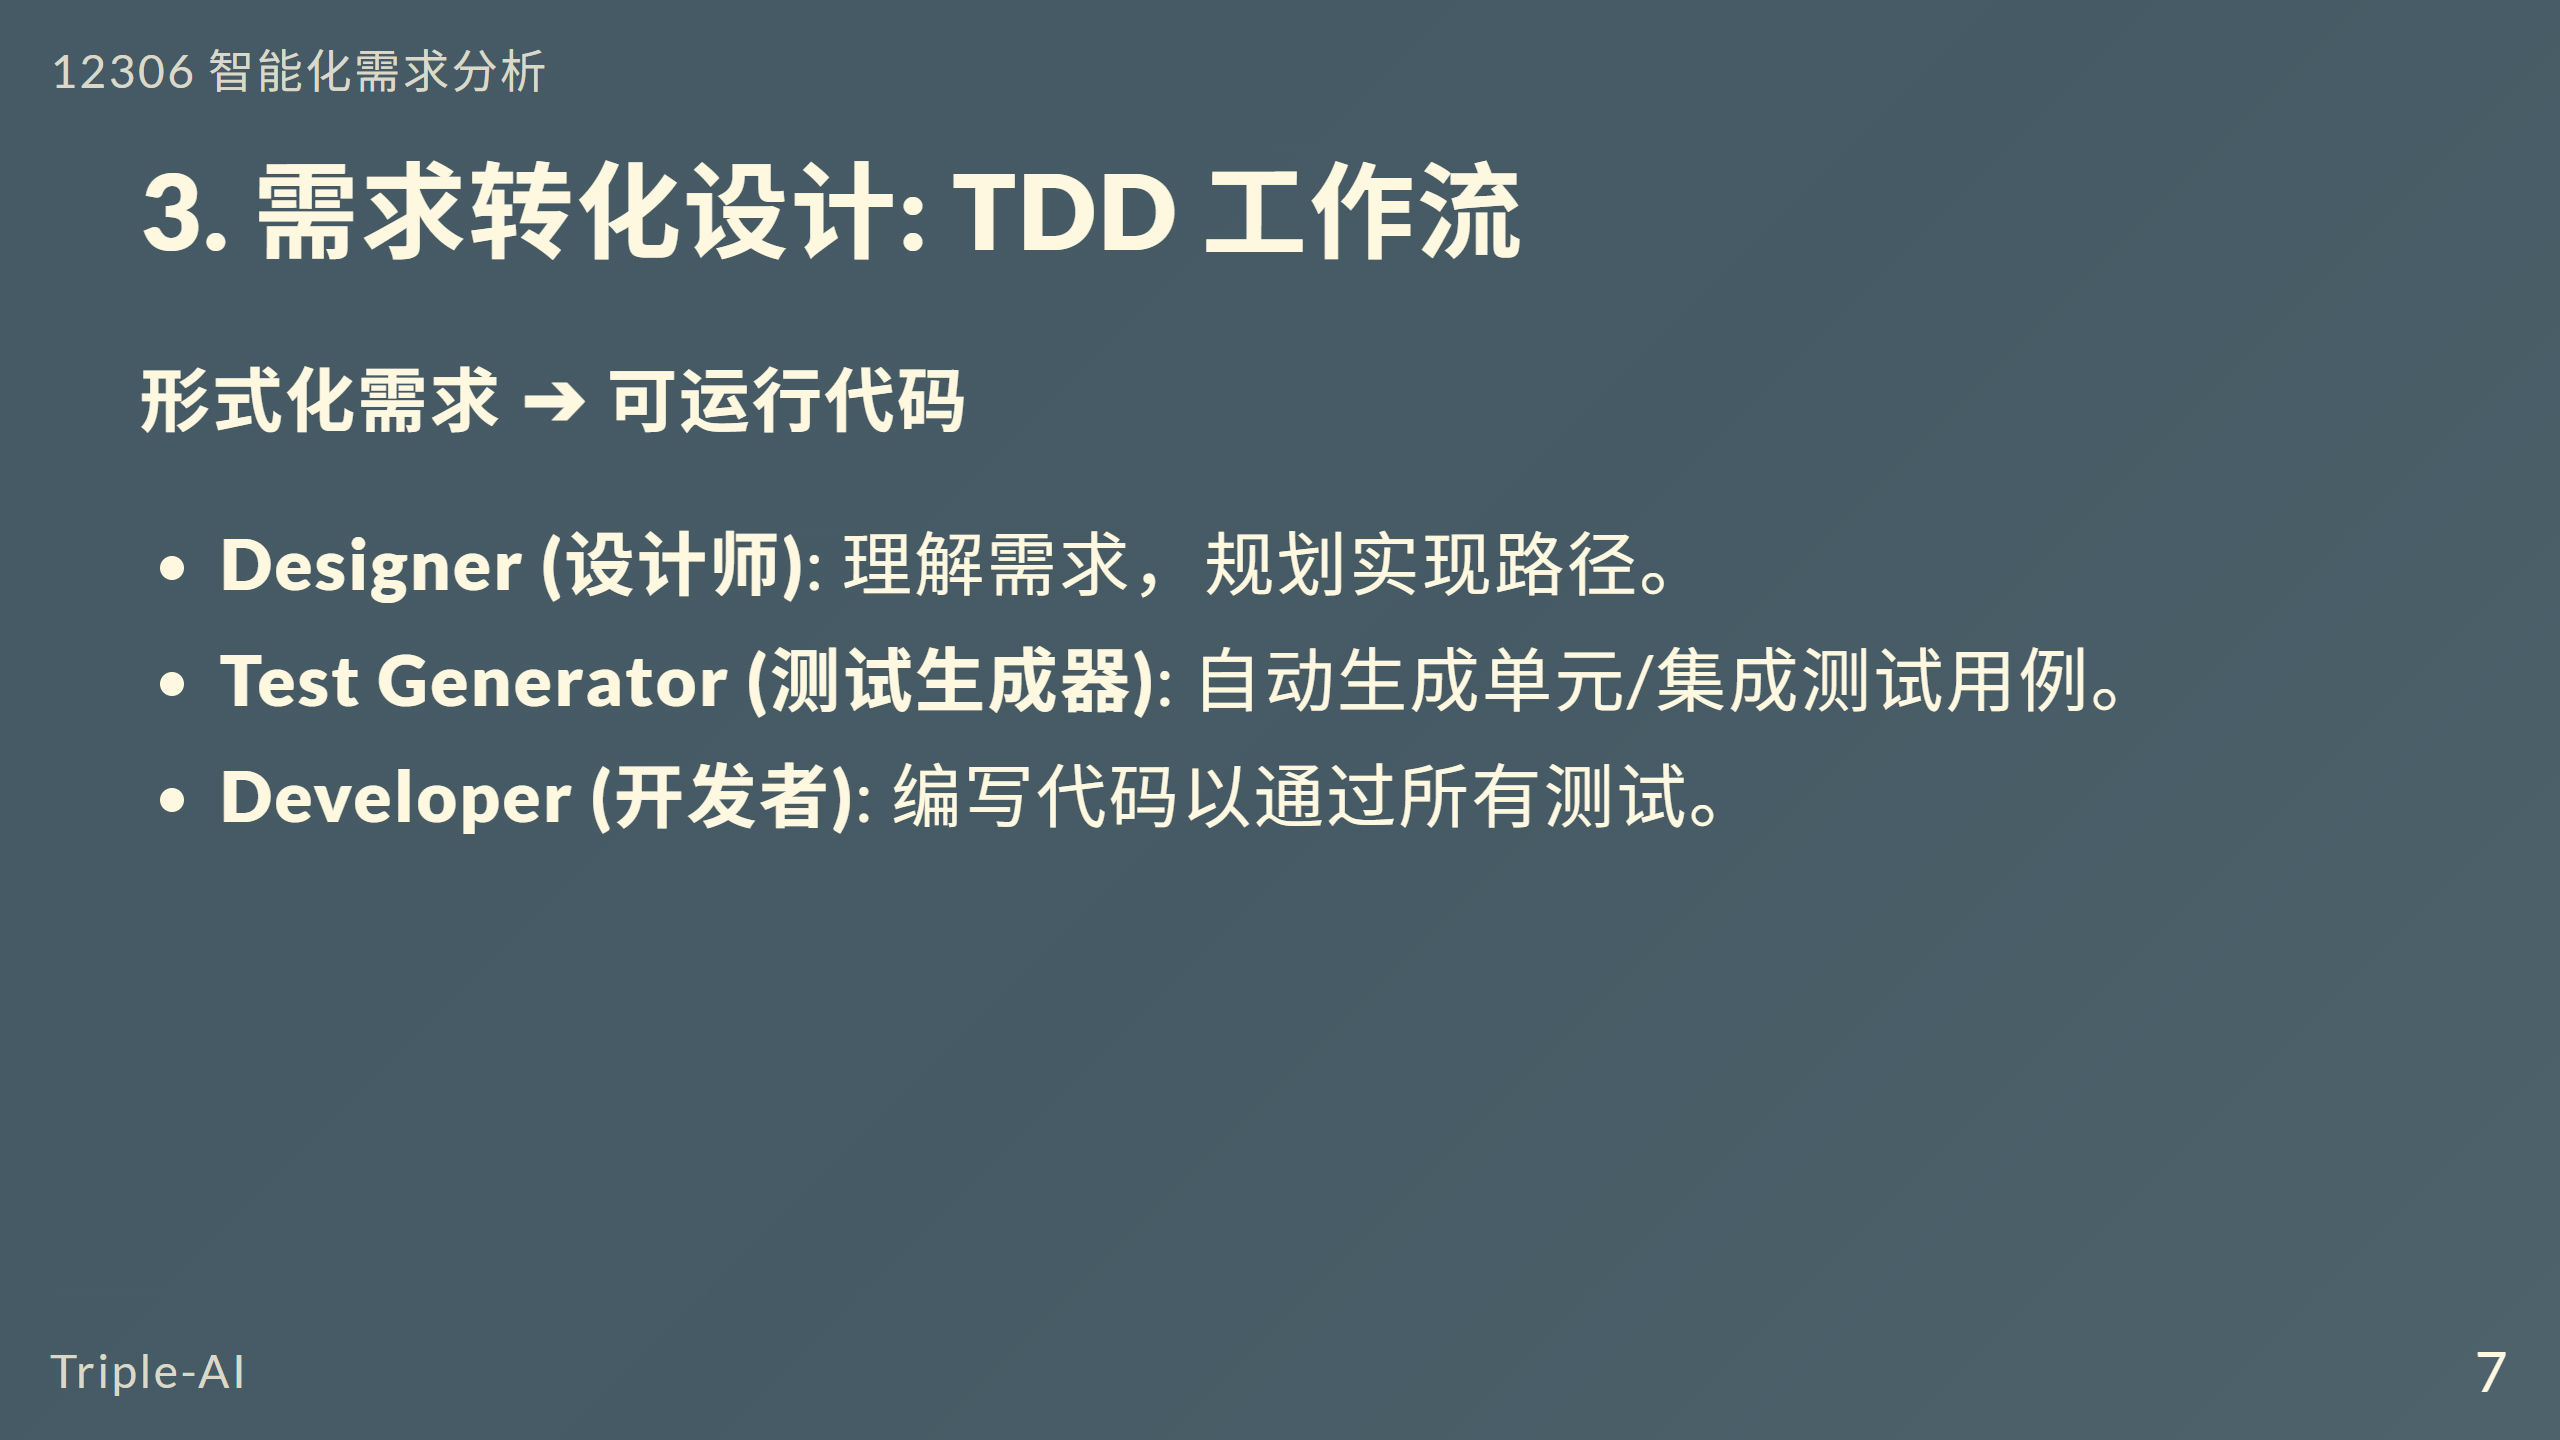 12306 智能化需求分析
3. 需求转化设计: TDD 工作流
形式化需求 ➔ 可运行代码
• Designer (设计师): 理解需求，规划实现路径。
• Test Generator (测试生成器): 自动生成单元/集成测试用例。
• Developer (开发者): 编写代码以通过所有测试。
Triple-AI
7